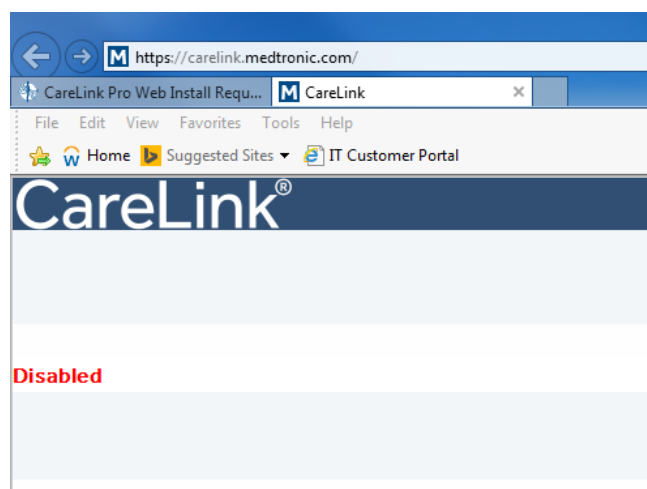 M https://carelink.medtronic.com/
CareLink Pro Web Install Requ... M CareLink
File Edit View Favorites Tools Help
Home Suggested Sites IT Customer Portal
CareLink®
Disabled